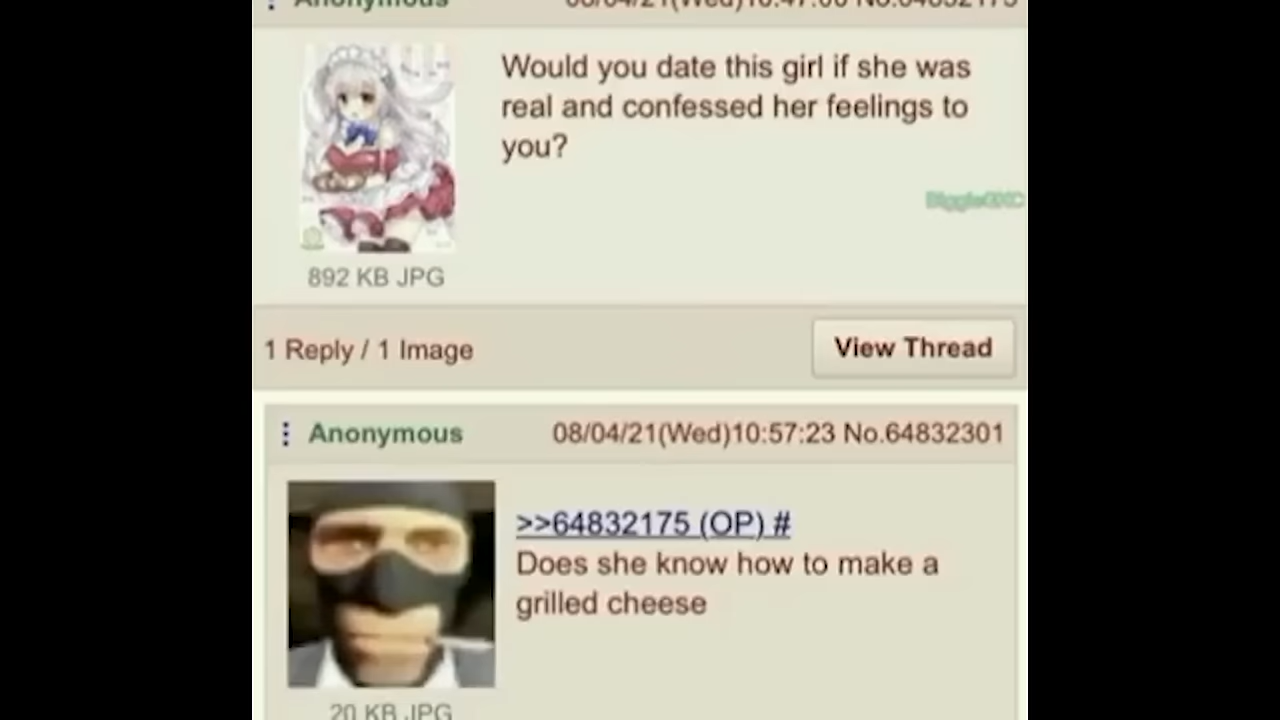 Anonymous
Would you date this girl if she was
real and confessed her feelings to
you?
892 KB JPG
1 Reply / 1 Image
View Thread
Anonymous 08/04/21(Wed)10:57:23 No.64832301
>>64832175 (OP) #
Does she know how to make a
grilled cheese
20 KB JPG